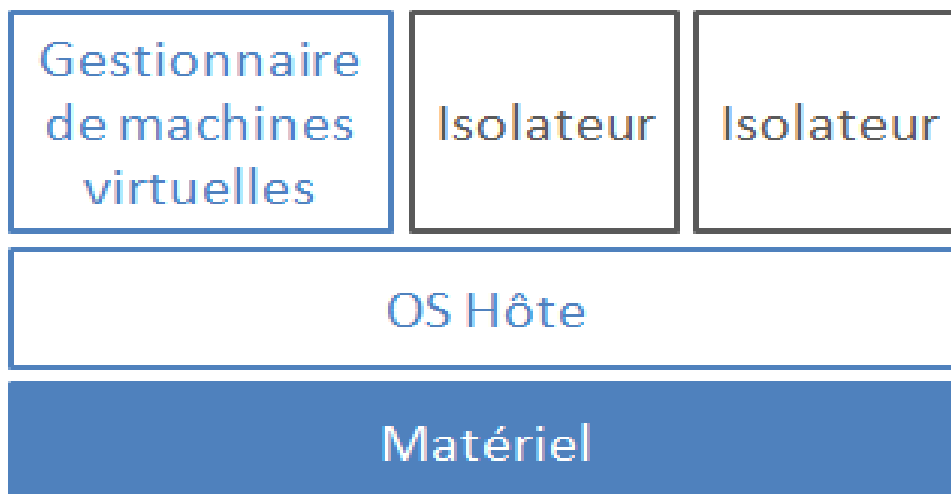 Gestionnaire
de machines
virtuelles
Isolateur
Isolateur
OS Hôte
Matériel